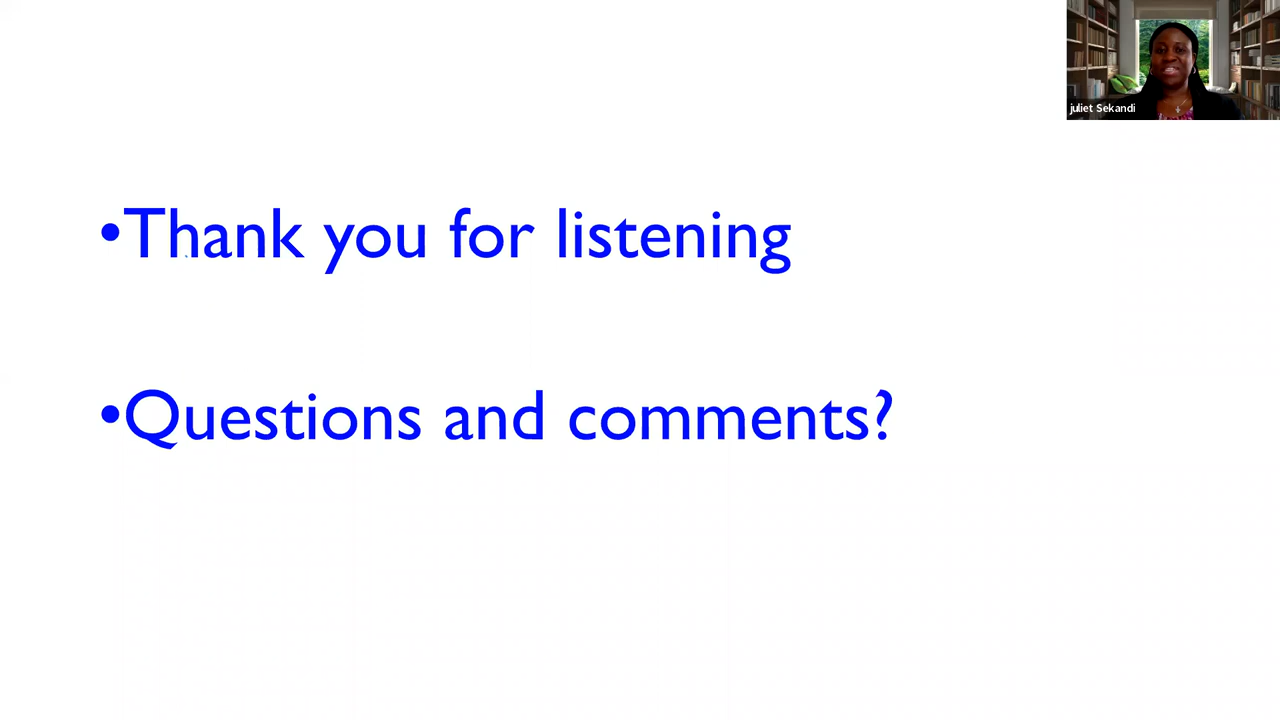 juliet Sekandi
•Thank you for listening
•Questions and comments?